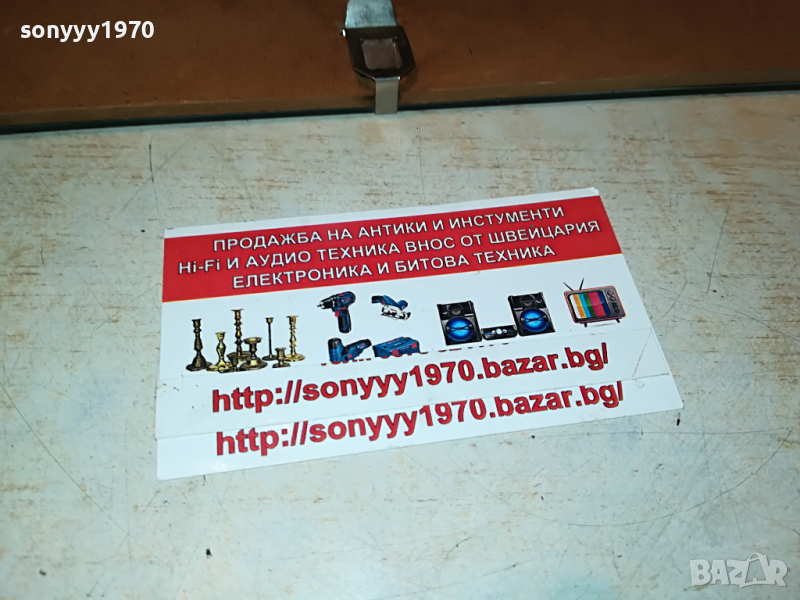 sonyyy1970
ПРОДАЖБА НА АНТИКИ И ИНСТУМЕНТИ
Hi-Fi И АУДИО ТЕХНИКА ВНОС ОТ ШВЕИЦАРИЯ
ЕЛЕКТРОНИКА И БИТОВА ТЕХНИКА
http://sonyyy1970.bazar.bg/
http://sonyyy1970.bazar.bg/
BAZAR